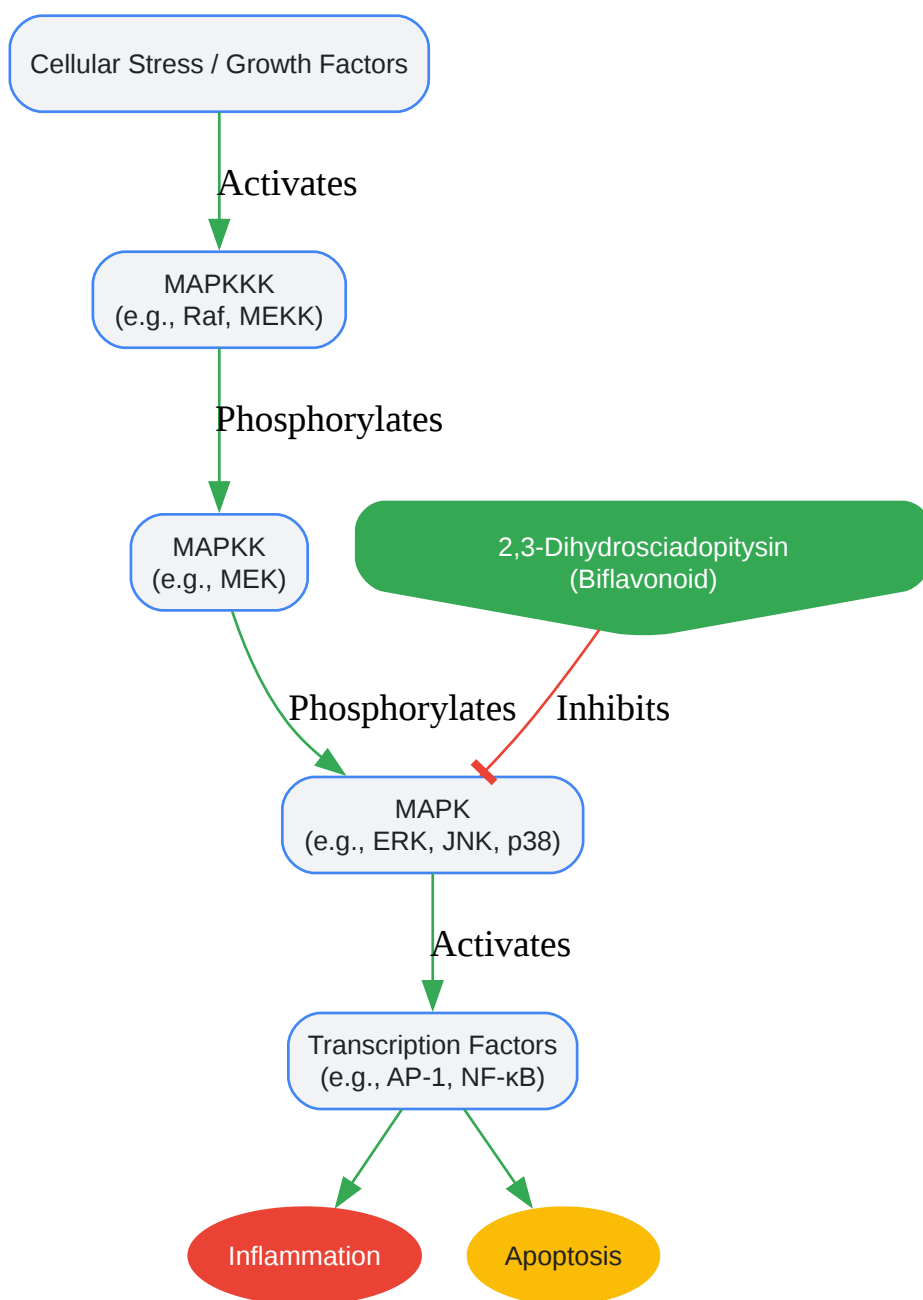 Cellular Stress / Growth Factors
Activates
MAPKKK
(e.g., Raf, MEKK)
Phosphorylates
MAPKK
(e.g., MEK)
2,3-Dihydrosciadopitysin
(Biflavonoid)
Phosphorylates
Inhibits
MAPK
(e.g., ERK, JNK, p38)
Activates
Transcription Factors
(e.g., AP-1, NF-κB)
Inflammation
Apoptosis